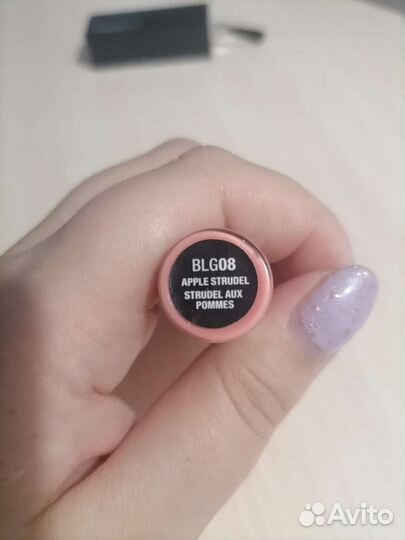 BLG08
APPLE STRUDEL
STRUDEL AUX
POMMES
Avito